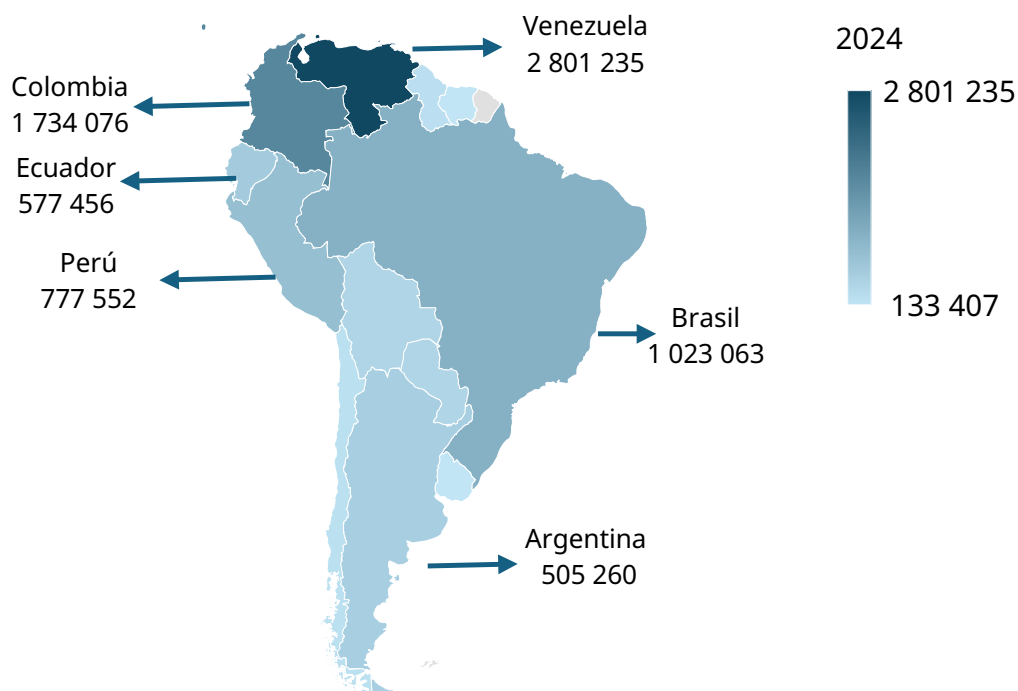 Venezuela
2 801 235
2024
2 801 235
Colombia
1 734 076
Ecuador
577 456
Perú
777 552
133 407
Brasil
1 023 063
Argentina
505 260